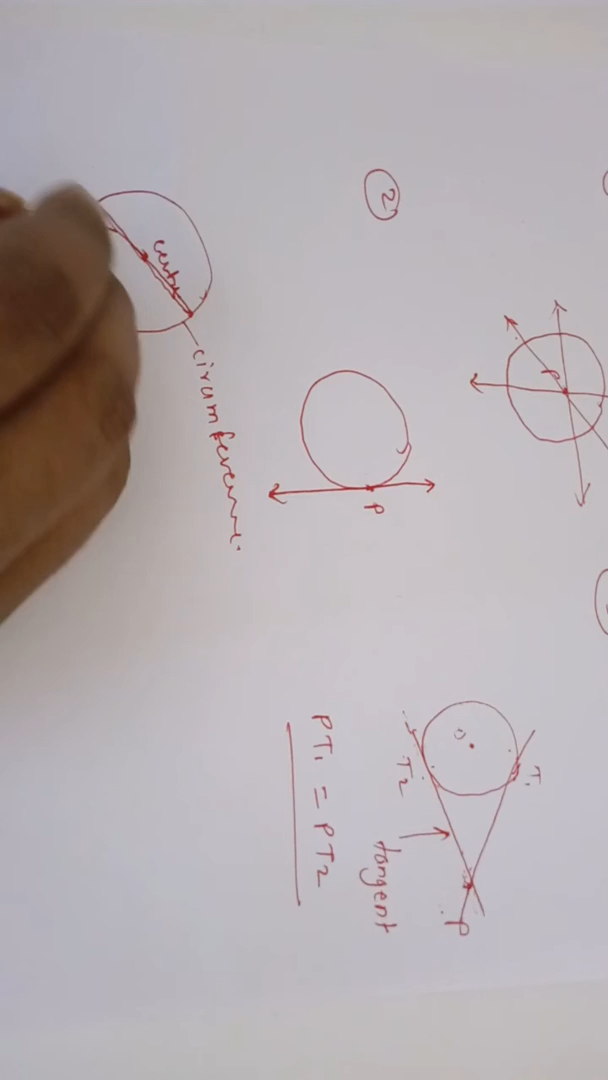 P
2
P
O
T1
T2
tangent
P
PT1 = PT2
circumference.